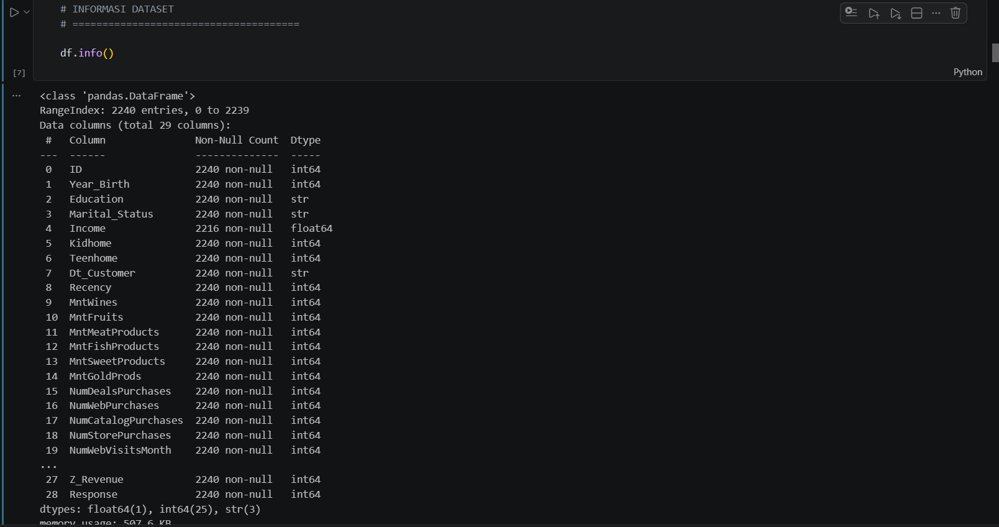 # INFORMASI DATASET
# ======================================
df.info()
[7]
Python
... <class 'pandas.DataFrame'>
RangeIndex: 2240 entries, 0 to 2239
Data columns (total 29 columns):
 #   Column               Non-Null Count  Dtype
---  ------               --------------  -----
 0   ID                   2240 non-null   int64
 1   Year_Birth           2240 non-null   int64
 2   Education            2240 non-null   str
 3   Marital_Status       2240 non-null   str
 4   Income               2216 non-null   float64
 5   Kidhome              2240 non-null   int64
 6   Teenhome             2240 non-null   int64
 7   Dt_Customer          2240 non-null   str
 8   Recency              2240 non-null   int64
 9   MntWines             2240 non-null   int64
 10  MntFruits            2240 non-null   int64
 11  MntMeatProducts      2240 non-null   int64
 12  MntFishProducts      2240 non-null   int64
 13  MntSweetProducts     2240 non-null   int64
 14  MntGoldProds         2240 non-null   int64
 15  NumDealsPurchases    2240 non-null   int64
 16  NumWebPurchases      2240 non-null   int64
 17  NumCatalogPurchases  2240 non-null   int64
 18  NumStorePurchases    2240 non-null   int64
 19  NumWebVisitsMonth    2240 non-null   int64
...
 27  Z_Revenue            2240 non-null   int64
 28  Response             2240 non-null   int64
dtypes: float64(1), int64(25), str(3)
memory usage: 507.6 KB